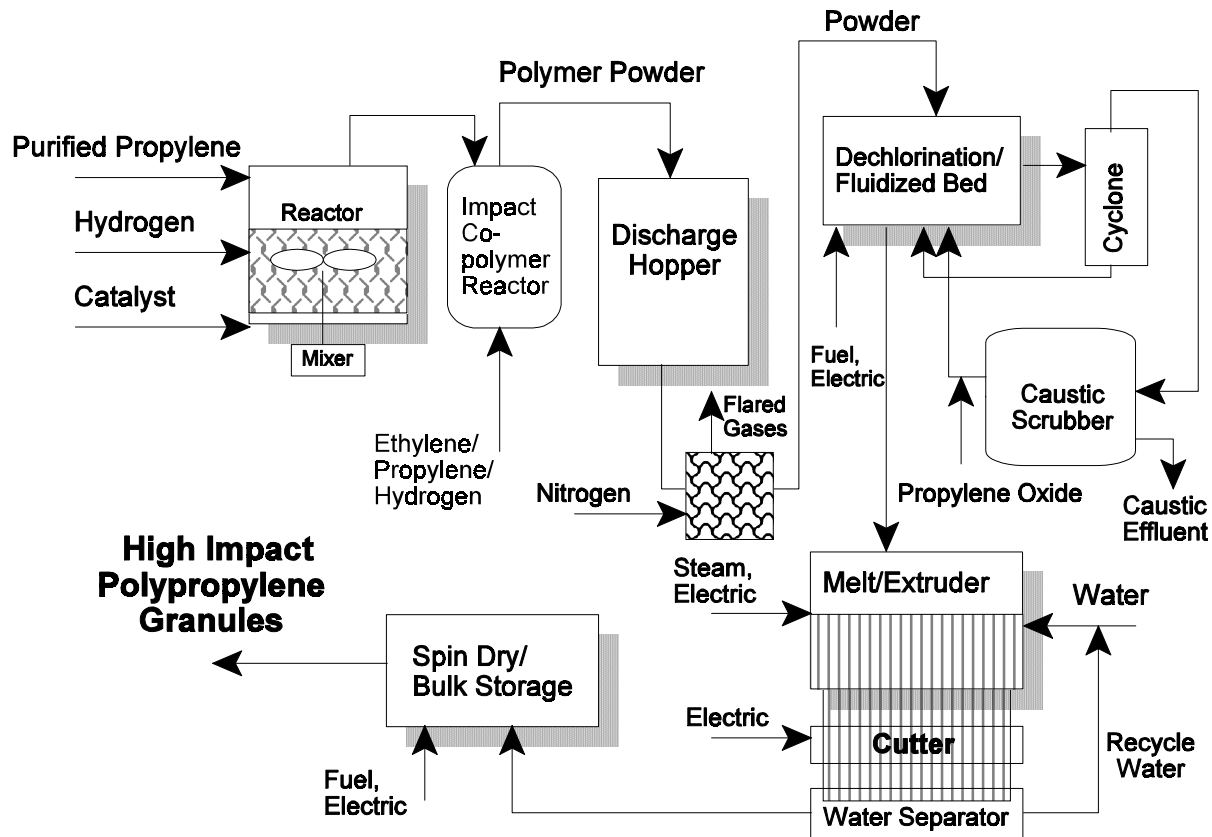 Powder
Polymer Powder
Purified Propylene
Hydrogen
Catalyst
Reactor
Mixer
Impact
Co-
polymer
Reactor
Ethylene/
Propylene/
Hydrogen
Discharge
Hopper
Flared
Gases
Nitrogen
Dechlorination/
Fluidized Bed
Cyclone
Fuel,
Electric
Caustic
Scrubber
Propylene Oxide
Caustic
Effluent
Steam,
Electric
Melt/Extruder
Water
Electric
Cutter
Recycle
Water
Water Separator
High Impact
Polypropylene
Granules
Spin Dry/
Bulk Storage
Fuel,
Electric